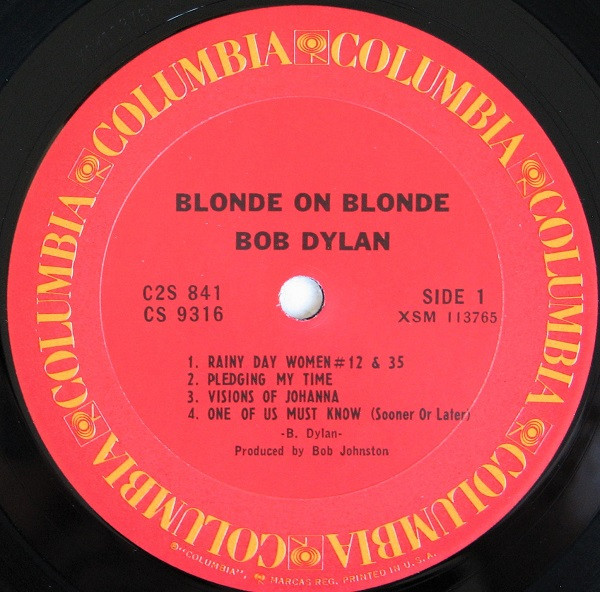 COLUMBIA COLUMBIA COLUMBIA COLUMBIA COLUMBIA COLUMBIA
BLONDE ON BLONDE
BOB DYLAN
C2S 841
CS 9316
SIDE 1
XSM 113765
1. RAINY DAY WOMEN #12 & 35
2. PLEDGING MY TIME
3. VISIONS OF JOHANNA
4. ONE OF US MUST KNOW (Sooner Or Later)
-B. Dylan-
Produced by Bob Johnston
℗"COLUMBIA", MARCAS REG. PRINTED IN U.S.A.